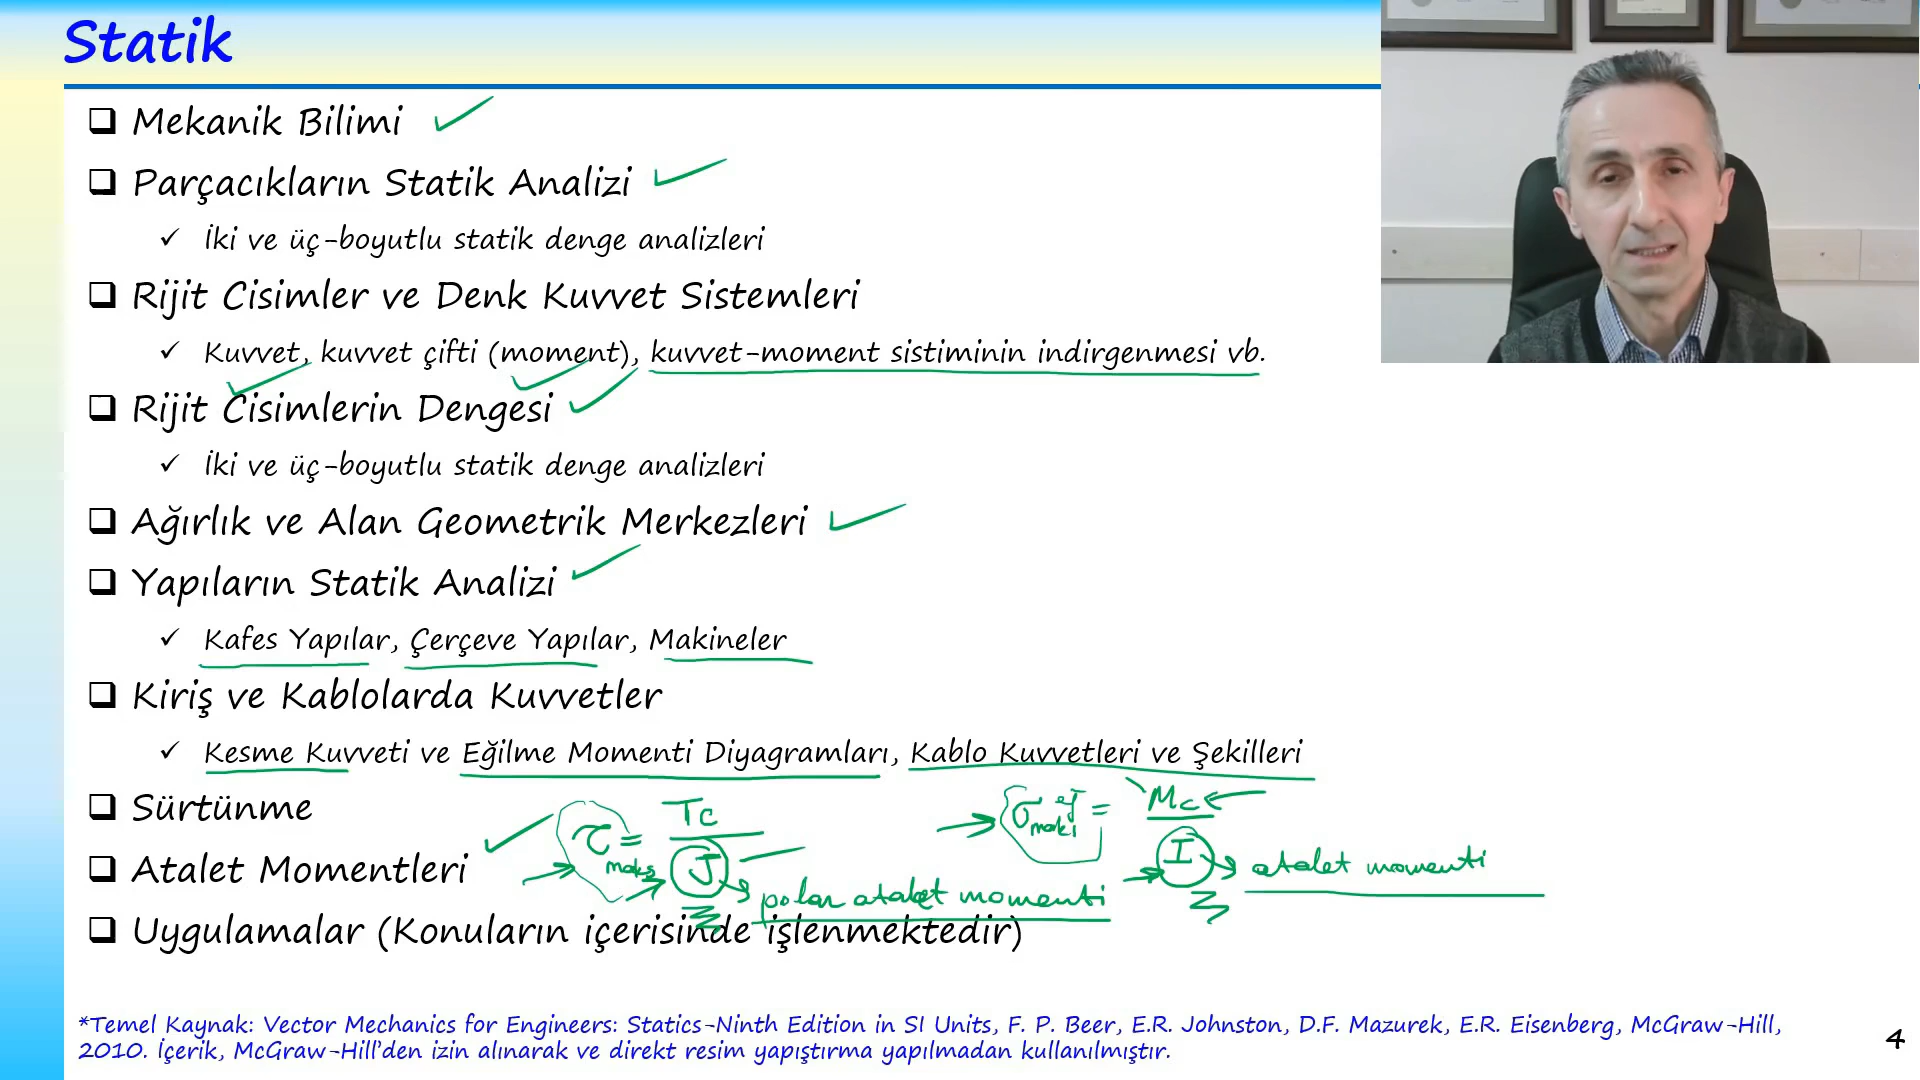 Statik
Mekanik Bilimi
Parçacıkların Statik Analizi
İki ve üç-boyutlu statik denge analizleri
Rijit Cisimler ve Denk Kuvvet Sistemleri
Kuvvet, kuvvet çifti (moment), kuvvet-moment sistiminin indirgenmesi vb.
Rijit Cisimlerin Dengesi
İki ve üç-boyutlu statik denge analizleri
Ağırlık ve Alan Geometrik Merkezleri
Yapıların Statik Analizi
Kafes Yapılar, Çerçeve Yapılar, Makineler
Kiriş ve Kablolarda Kuvvetler
Kesme Kuvveti ve Eğilme Momenti Diyagramları, Kablo Kuvvetleri ve Şekilleri
Sürtünme
τmaks = Tc
J
polar atalet momenti
σ eğ = Mc
I
atalet momenti
Atalet Momentleri
Uygulamalar (Konuların içerisinde işlenmektedir)
*Temel Kaynak: Vector Mechanics for Engineers: Statics-Ninth Edition in SI Units, F. P. Beer, E.R. Johnston, D.F. Mazurek, E.R. Eisenberg, McGraw-Hill,
2010. İçerik, McGraw-Hill'den izin alınarak ve direkt resim yapıştırma yapılmadan kullanılmıştır.
4